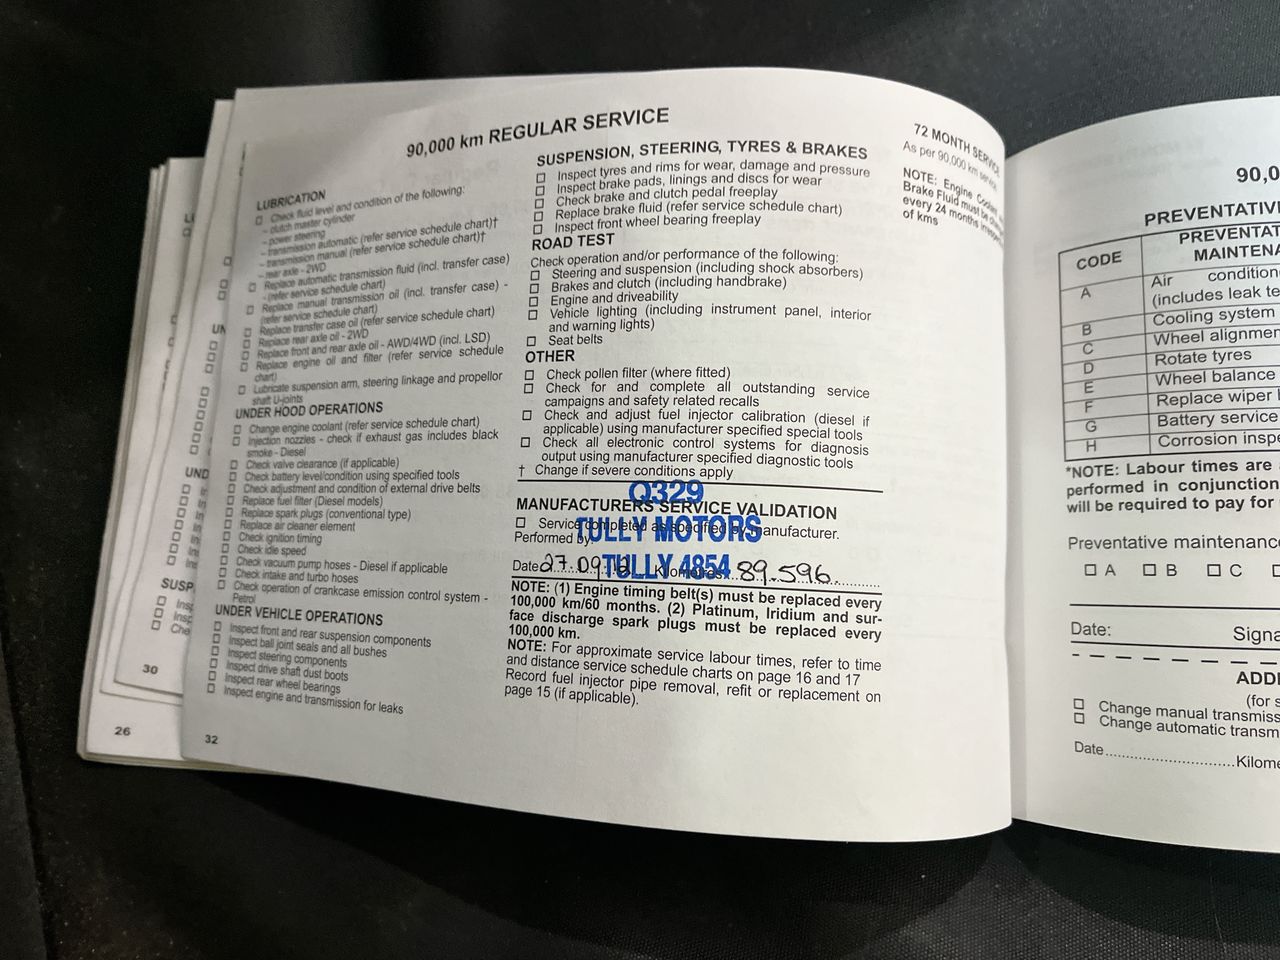 90,000 km REGULAR SERVICE
LUBRICATION
☐ Check fluid level and condition of the following:
- clutch master cylinder
- power steering
- transmission automatic (refer service schedule chart)†
- transmission manual (refer service schedule chart)†
- rear axle - 2WD
☐ Replace automatic transmission fluid (incl. transfer case)
- (refer service schedule chart)
☐ Replace manual transmission oil (incl. transfer case) -
(refer service schedule chart)
☐ Replace transfer case oil (refer service schedule chart)
☐ Replace rear axle oil - 2WD
☐ Replace front and rear axle oil - AWD/4WD (incl. LSD)
☐ Replace engine oil and filter (refer service schedule
chart)
☐ Lubricate suspension arm, steering linkage and propellor
shaft U-joints
UNDER HOOD OPERATIONS
☐ Change engine coolant (refer service schedule chart)
☐ Injection nozzles - check if exhaust gas includes black
smoke - Diesel
☐ Check valve clearance (if applicable)
☐ Check battery level/condition using specified tools
☐ Check adjustment and condition of external drive belts
☐ Replace fuel filter (Diesel models)
☐ Replace spark plugs (conventional type)
☐ Replace air cleaner element
☐ Check ignition timing
☐ Check idle speed
☐ Check vacuum pump hoses - Diesel if applicable
☐ Check intake and turbo hoses
☐ Check operation of crankcase emission control system -
Petrol
UNDER VEHICLE OPERATIONS
☐ Inspect front and rear suspension components
☐ Inspect ball joint seals and all bushes
☐ Inspect steering components
☐ Inspect drive shaft dust boots
☐ Inspect rear wheel bearings
☐ Inspect engine and transmission for leaks
32
SUSPENSION, STEERING, TYRES & BRAKES
☐ Inspect tyres and rims for wear, damage and pressure
☐ Inspect brake pads, linings and discs for wear
☐ Check brake and clutch pedal freeplay
☐ Replace brake fluid (refer service schedule chart)
☐ Inspect front wheel bearing freeplay
ROAD TEST
Check operation and/or performance of the following:
☐ Steering and suspension (including shock absorbers)
☐ Brakes and clutch (including handbrake)
☐ Engine and driveability
☐ Vehicle lighting (including instrument panel, interior
and warning lights)
☐ Seat belts
OTHER
☐ Check pollen filter (where fitted)
☐ Check for and complete all outstanding service
campaigns and safety related recalls
☐ Check and adjust fuel injector calibration (diesel if
applicable) using manufacturer specified special tools
☐ Check all electronic control systems for diagnosis
output using manufacturer specified diagnostic tools
† Change if severe conditions apply
Q329
MANUFACTURERS SERVICE VALIDATION
☐ Service completed as specified by manufacturer.
TULLY MOTORS
Performed by:
TULLY 4854
Date 27.09.12 Kilometres 89.596
NOTE: (1) Engine timing belt(s) must be replaced every
100,000 km/60 months. (2) Platinum, Iridium and sur-
face discharge spark plugs must be replaced every
100,000 km.
NOTE: For approximate service labour times, refer to time
and distance service schedule charts on page 16 and 17
Record fuel injector pipe removal, refit or replacement on
page 15 (if applicable).
72 MONTH SERVICE
As per 90,000 km service
NOTE: Engine
Brake Fluid must be
every 24 months
of kms
26
30
SUSP
90,0
PREVENTATIV
CODE PREVENTAT
MAINTENA
A Air condition
(includes leak te
B Cooling system
C Wheel alignmen
D Rotate tyres
E Wheel balance
F Replace wiper
G Battery service
H Corrosion inspe
*NOTE: Labour times are
performed in conjunction
will be required to pay for
Preventative maintenanc
☐ A ☐ B ☐ C
Date: Signa
ADDI
(for s
☐ Change manual transmiss
☐ Change automatic transm
Date Kilome